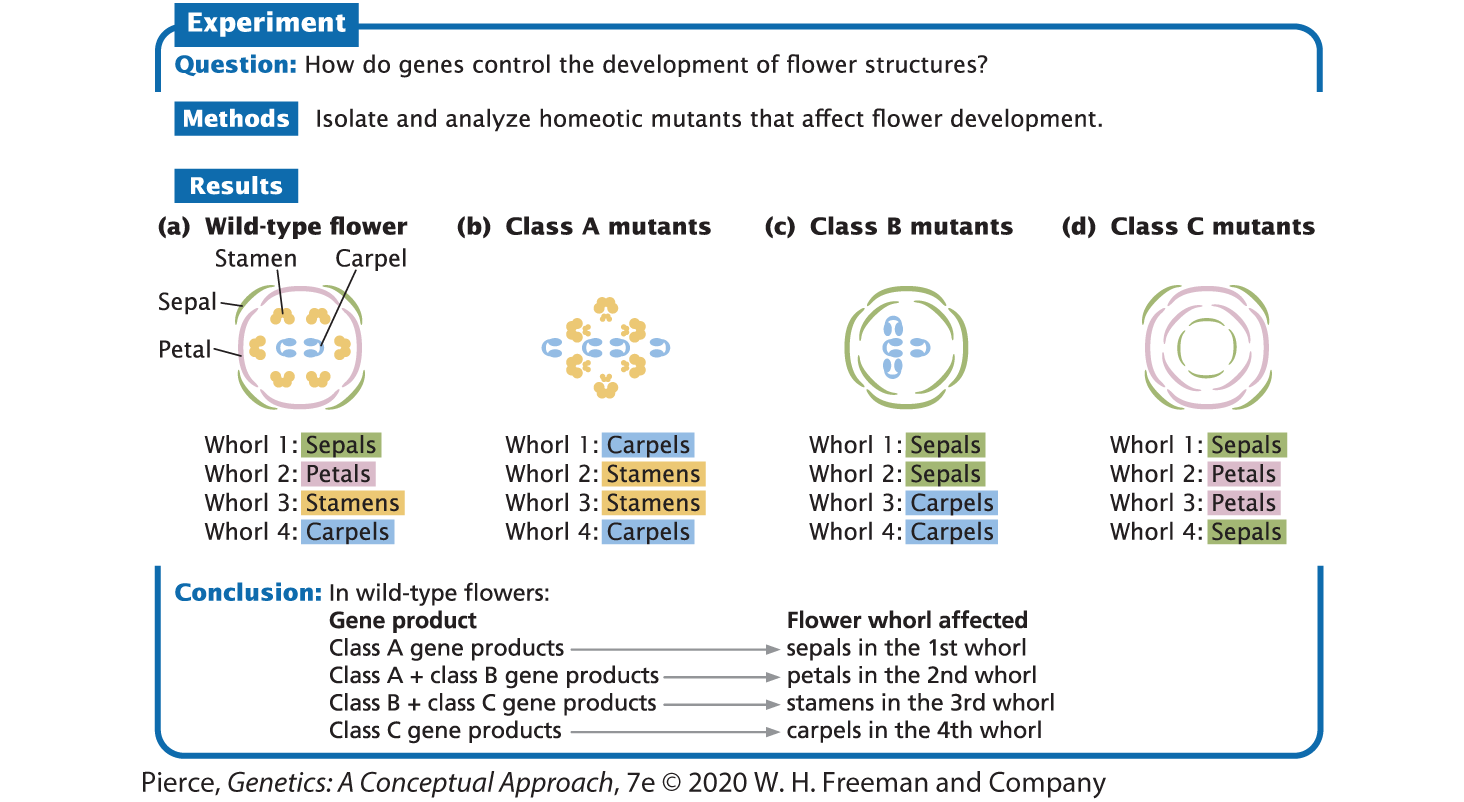 Experiment
Question: How do genes control the development of flower structures?
Methods Isolate and analyze homeotic mutants that affect flower development.
Results
(a) Wild-type flower
Stamen Carpel
Sepal
Petal
Whorl 1: Sepals
Whorl 2: Petals
Whorl 3: Stamens
Whorl 4: Carpels
(b) Class A mutants
Whorl 1: Carpels
Whorl 2: Stamens
Whorl 3: Stamens
Whorl 4: Carpels
(c) Class B mutants
Whorl 1: Sepals
Whorl 2: Sepals
Whorl 3: Carpels
Whorl 4: Carpels
(d) Class C mutants
Whorl 1: Sepals
Whorl 2: Petals
Whorl 3: Petals
Whorl 4: Sepals
Conclusion: In wild-type flowers:
Gene product Flower whorl affected
Class A gene products sepals in the 1st whorl
Class A + class B gene products petals in the 2nd whorl
Class B + class C gene products stamens in the 3rd whorl
Class C gene products carpels in the 4th whorl
Pierce, Genetics: A Conceptual Approach, 7e © 2020 W. H. Freeman and Company